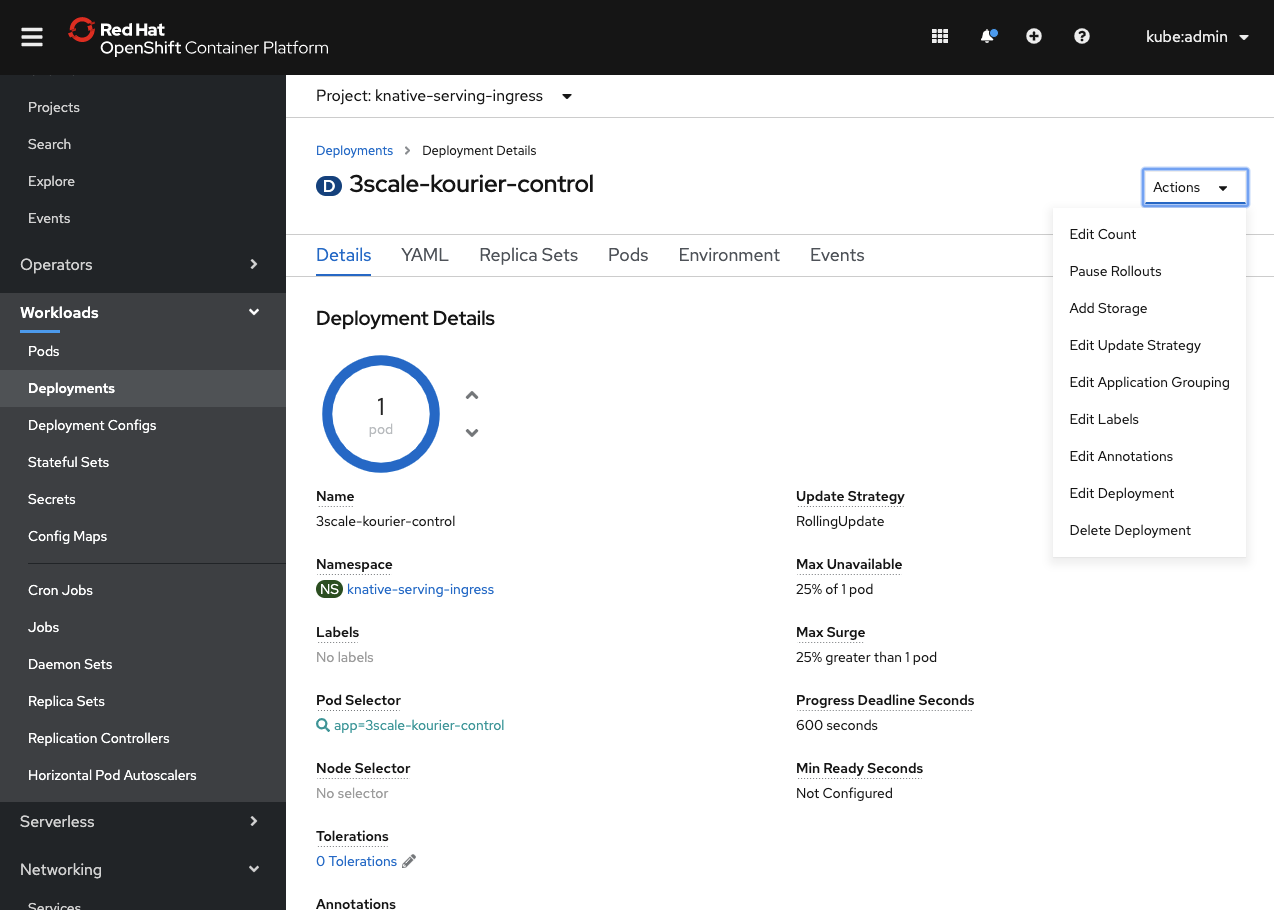 Red Hat
OpenShift Container Platform
kube:admin
Projects
Search
Explore
Events
Operators
Workloads
Pods
Deployments
Deployment Configs
Stateful Sets
Secrets
Config Maps
Cron Jobs
Jobs
Daemon Sets
Replica Sets
Replication Controllers
Horizontal Pod Autoscalers
Serverless
Networking
Services
Project: knative-serving-ingress
Deployments > Deployment Details
D 3scale-kourier-control
Actions
Edit Count
Pause Rollouts
Add Storage
Edit Update Strategy
Edit Application Grouping
Edit Labels
Edit Annotations
Edit Deployment
Delete Deployment
Details YAML Replica Sets Pods Environment Events
Deployment Details
1
pod
Name
3scale-kourier-control
Namespace
NS knative-serving-ingress
Labels
No labels
Pod Selector
app=3scale-kourier-control
Node Selector
No selector
Tolerations
0 Tolerations
Annotations
Update Strategy
RollingUpdate
Max Unavailable
25% of 1 pod
Max Surge
25% greater than 1 pod
Progress Deadline Seconds
600 seconds
Min Ready Seconds
Not Configured